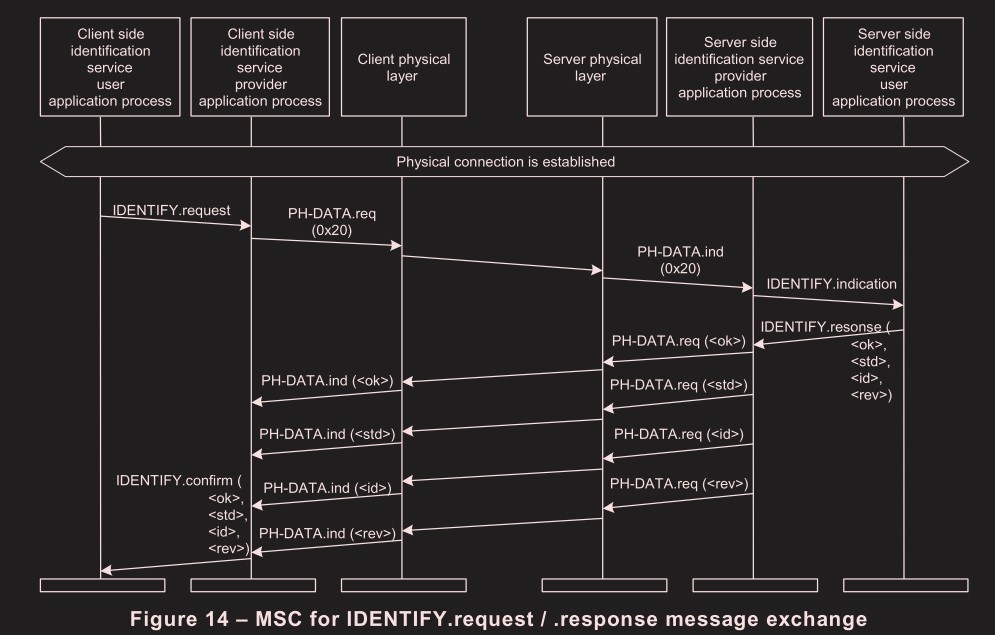 Client side
identification
service
user
application process
Client side
identification
service
provider
application process
Client physical
layer
Server physical
layer
Server side
identification service
provider
application process
Server side
identification
service
user
application process
Physical connection is established
IDENTIFY.request
PH-DATA.req
(0x20)
PH-DATA.ind
(0x20)
IDENTIFY.indication
IDENTIFY.resonse (
<ok>,
<std>,
<id>,
<rev>)
PH-DATA.req (<ok>)
PH-DATA.ind (<ok>)
PH-DATA.req (<std>)
PH-DATA.ind (<std>)
PH-DATA.req (<id>)
PH-DATA.ind (<id>)
PH-DATA.req (<rev>)
PH-DATA.ind (<rev>)
IDENTIFY.confirm (
<ok>,
<std>,
<id>,
<rev>)
Figure 14 – MSC for IDENTIFY.request / .response message exchange